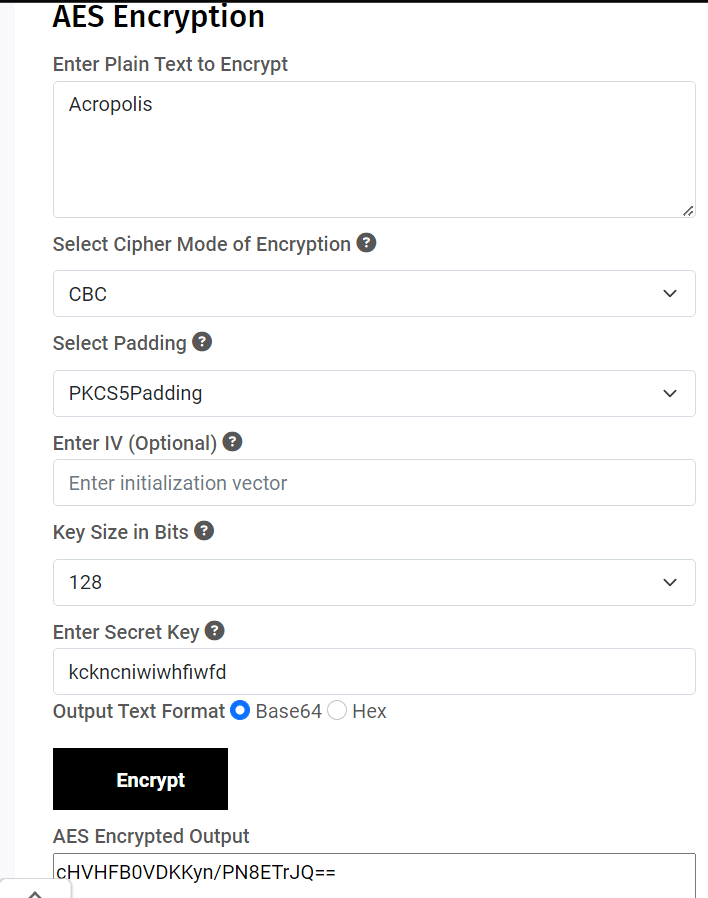 AES Encryption
Enter Plain Text to Encrypt
Acropolis
Select Cipher Mode of Encryption ?
CBC
Select Padding ?
PKCS5Padding
Enter IV (Optional) ?
Enter initialization vector
Key Size in Bits ?
128
Enter Secret Key ?
kckncniwiwhfiwfd
Output Text Format Base64 Hex
Encrypt
AES Encrypted Output
cHVHFB0VDKKyn/PN8ETrJQ==